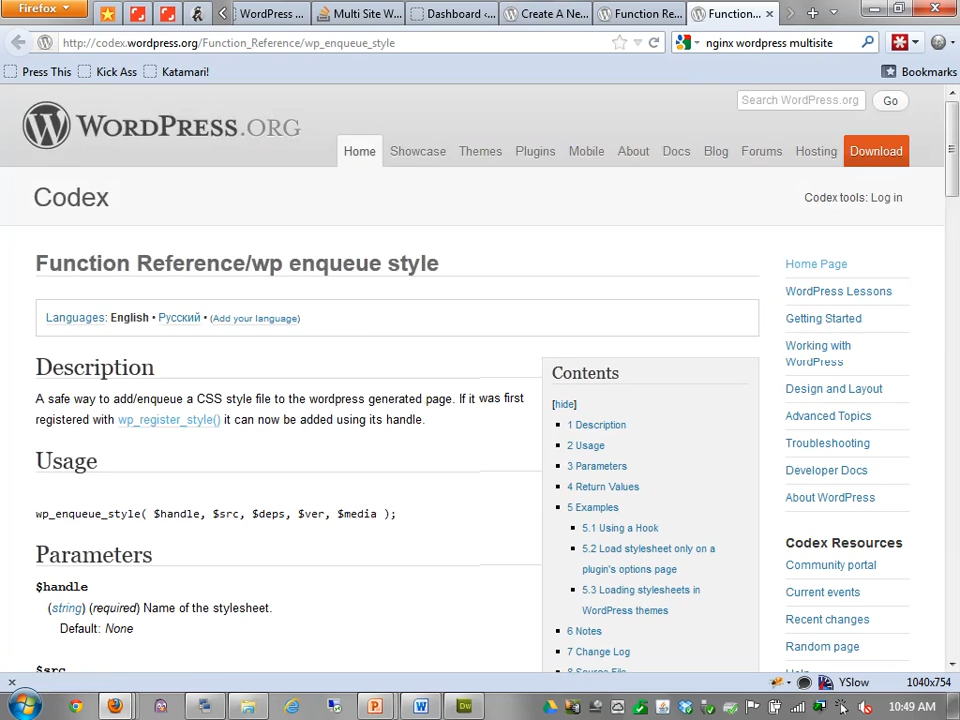 Firefox
WordPress ...
Multi Site W...
Dashboard ‹...
Create A Ne...
Function Re...
Function...
http://codex.wordpress.org/Function_Reference/wp_enqueue_style
nginx wordpress multisite
Press This
Kick Ass
Katamari!
Bookmarks
WORDPRESS.ORG
Search WordPress.org
Go
Home
Showcase
Themes
Plugins
Mobile
About
Docs
Blog
Forums
Hosting
Download
Codex
Codex tools: Log in
Function Reference/wp enqueue style
Languages: English • Русский • (Add your language)
Description
A safe way to add/enqueue a CSS style file to the wordpress generated page. If it was first
registered with wp_register_style() it can now be added using its handle.
Usage
wp_enqueue_style( $handle, $src, $deps, $ver, $media );
Parameters
$handle
(string) (required) Name of the stylesheet.
Default: None
$src
Contents
[hide]
1 Description
2 Usage
3 Parameters
4 Return Values
5 Examples
5.1 Using a Hook
5.2 Load stylesheet only on a
plugin's options page
5.3 Loading stylesheets in
WordPress themes
6 Notes
7 Change Log
8 Source File
Home Page
WordPress Lessons
Getting Started
Working with
WordPress
Design and Layout
Advanced Topics
Troubleshooting
Developer Docs
About WordPress
Codex Resources
Community portal
Current events
Recent changes
Random page
Help
YSlow
1040x754
10:49 AM